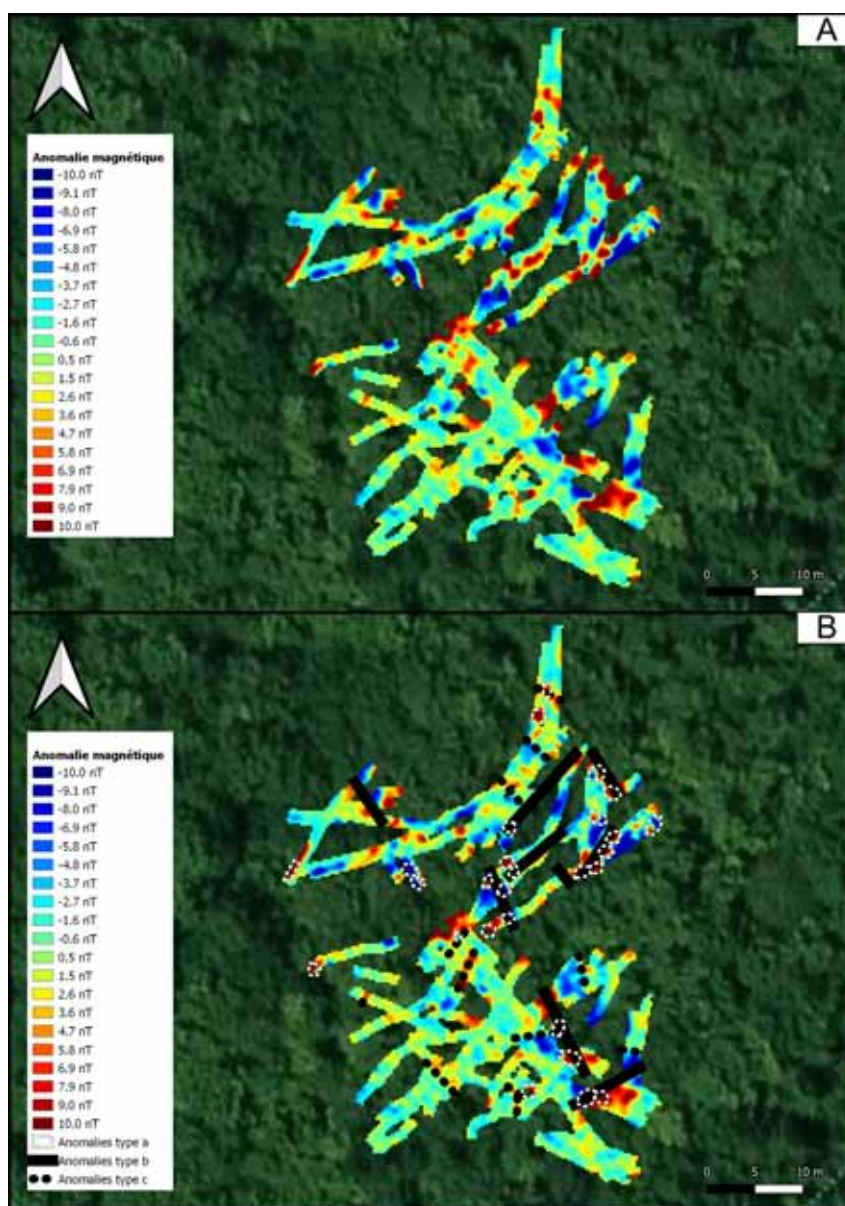 A
Anomalie magnétique
-10.0 nT
-9.1 nT
-8.0 nT
-6.9 nT
-5.8 nT
-4.8 nT
-3.7 nT
-2.7 nT
-1.6 nT
-0.6 nT
0.5 nT
1.5 nT
2.6 nT
3.6 nT
4.7 nT
5.8 nT
6.9 nT
7.9 nT
9.0 nT
10.0 nT
0 5 10 m
B
Anomalie magnétique
-10.0 nT
-9.1 nT
-8.0 nT
-6.9 nT
-5.8 nT
-4.8 nT
-3.7 nT
-2.7 nT
-1.6 nT
-0.6 nT
0.5 nT
1.5 nT
2.6 nT
3.6 nT
4.7 nT
5.8 nT
6.9 nT
7.9 nT
9.0 nT
10.0 nT
Anomalies type a
Anomalies type b
Anomalies type c
0 5 10 m